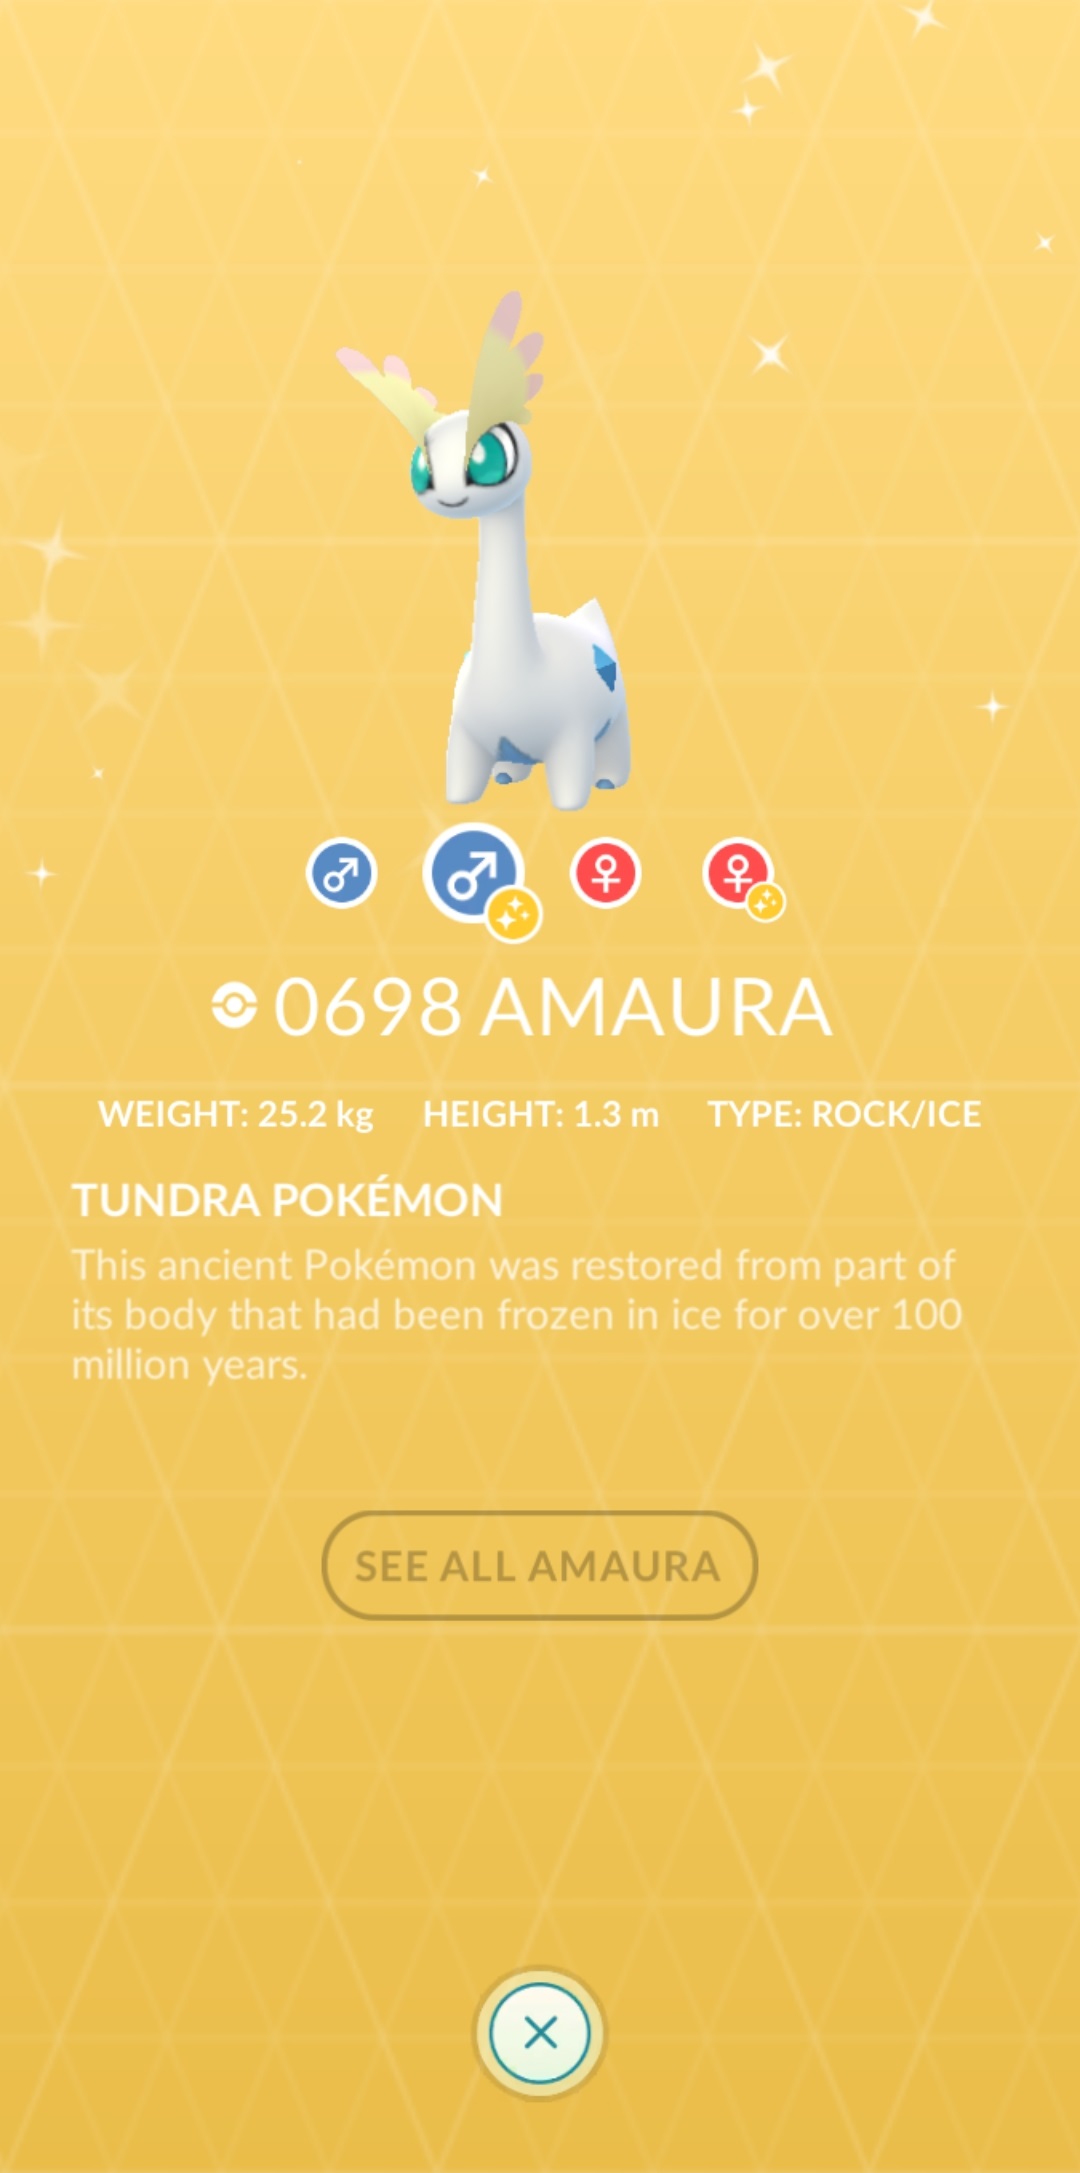 0698 AMAURA
WEIGHT: 25.2 kg HEIGHT: 1.3 m TYPE: ROCK/ICE
TUNDRA POKÉMON
This ancient Pokémon was restored from part of
its body that had been frozen in ice for over 100
million years.
SEE ALL AMAURA